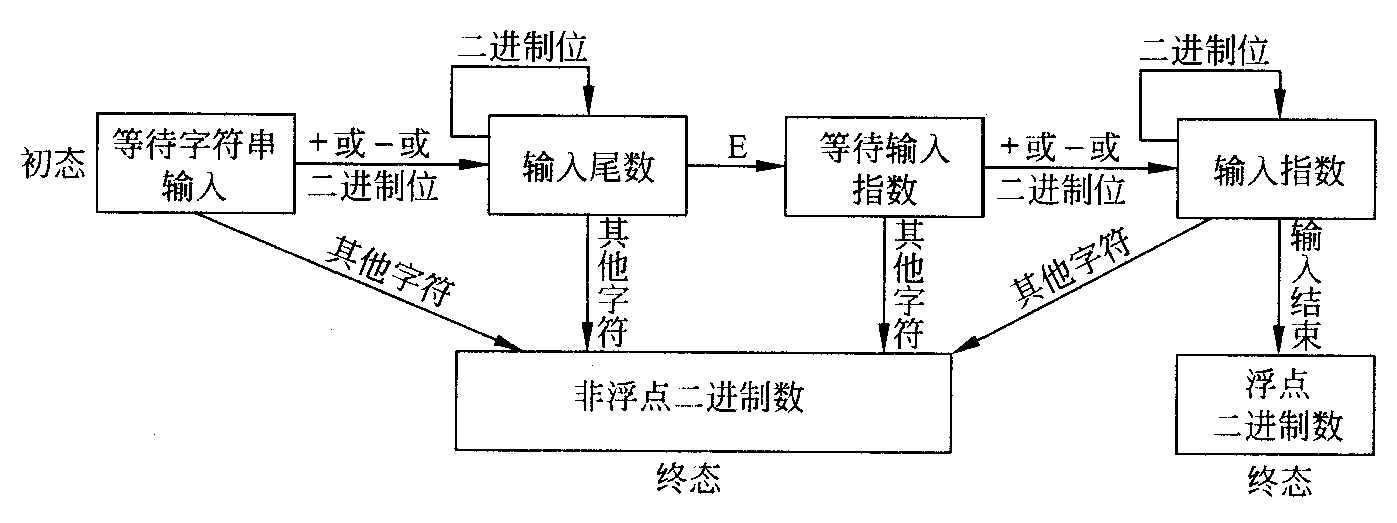 二进制位
二进制位
初态
等待字符串
输入
+或-或
二进制位
输入尾数
E
等待输入
指数
+或-或
二进制位
输入指数
其他字符
其他字符
其他字符
其他字符
输入结束
非浮点二进制数
浮点
二进制数
终态
终态